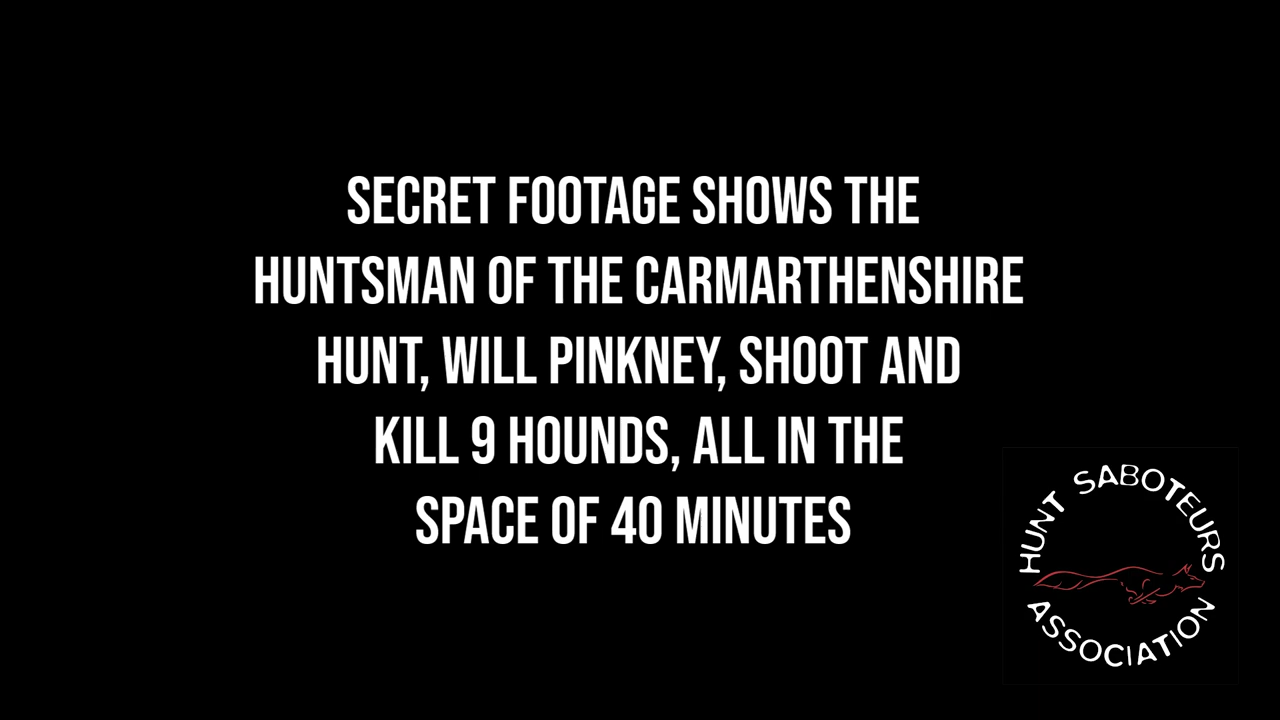 SECRET FOOTAGE SHOWS THE
HUNTSMAN OF THE CARMARTHENSHIRE
HUNT, WILL PINKNEY, SHOOT AND
KILL 9 HOUNDS, ALL IN THE
SPACE OF 40 MINUTES
HUNT SABOTEURS
ASSOCIATION